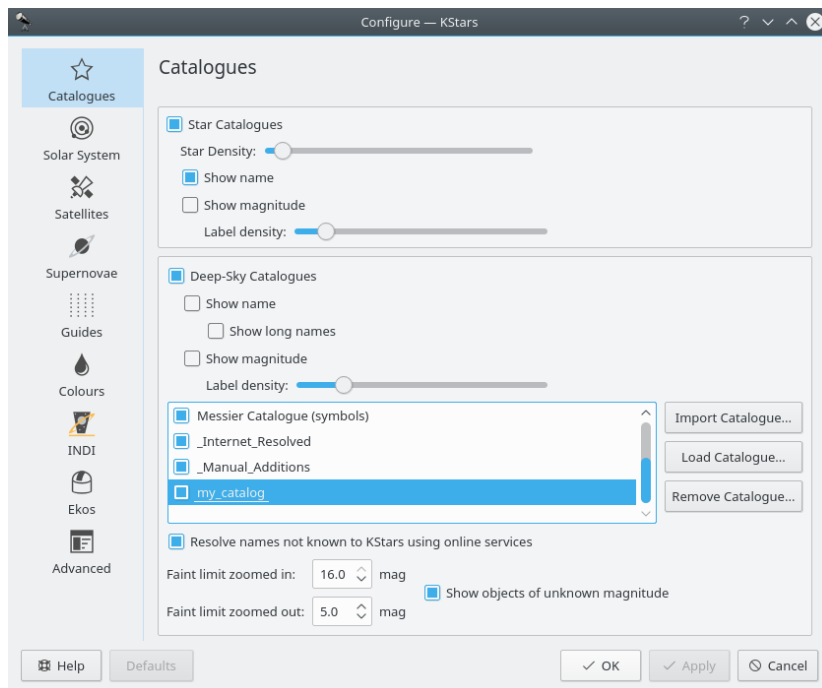 Configure — KStars
Catalogues
Solar System
Satellites
Supernovae
Guides
Colours
INDI
Ekos
Advanced
Catalogues
Star Catalogues
Star Density:
Show name
Show magnitude
Label density:
Deep-Sky Catalogues
Show name
Show long names
Show magnitude
Label density:
Messier Catalogue (symbols)
_Internet_Resolved
_Manual_Additions
my_catalog
Import Catalogue...
Load Catalogue...
Remove Catalogue...
Resolve names not known to KStars using online services
Faint limit zoomed in: 16.0 mag
Show objects of unknown magnitude
Faint limit zoomed out: 5.0 mag
Help Defaults OK Apply Cancel